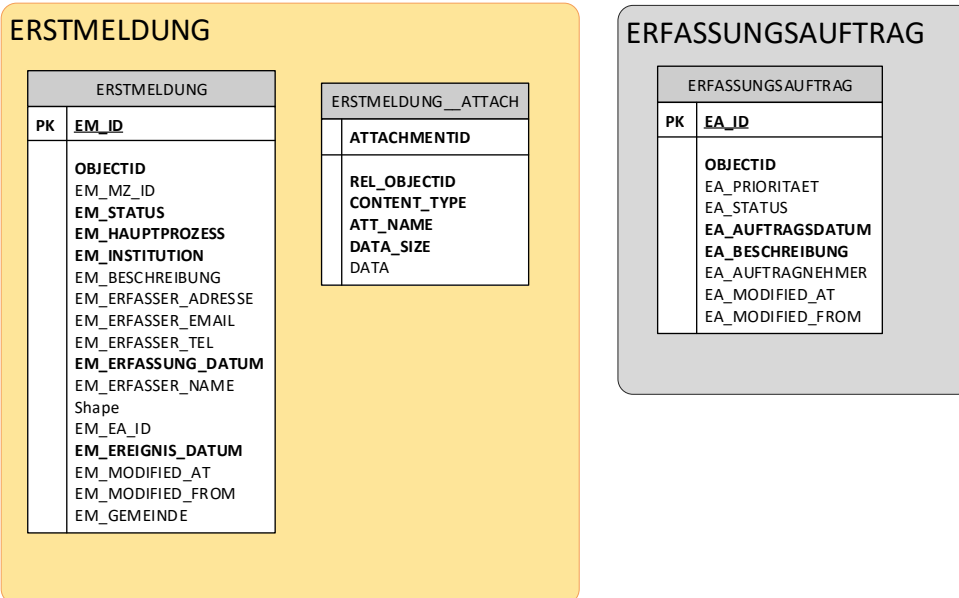 ERSTMELDUNG
ERSTMELDUNG
PK EM_ID
OBJECTID
EM_MZ_ID
EM_STATUS
EM_HAUPTPROZESS
EM_INSTITUTION
EM_BESCHREIBUNG
EM_ERFASSER_ADRESSE
EM_ERFASSER_EMAIL
EM_ERFASSER_TEL
EM_ERFASSUNG_DATUM
EM_ERFASSER_NAME
Shape
EM_EA_ID
EM_EREIGNIS_DATUM
EM_MODIFIED_AT
EM_MODIFIED_FROM
EM_GEMEINDE
ERSTMELDUNG__ATTACH
ATTACHMENTID
REL_OBJECTID
CONTENT_TYPE
ATT_NAME
DATA_SIZE
DATA
ERFASSUNGSAUFTRAG
ERFASSUNGSAUFTRAG
PK EA_ID
OBJECTID
EA_PRIORITAET
EA_STATUS
EA_AUFTRAGSDATUM
EA_BESCHREIBUNG
EA_AUFTRAGNEHMER
EA_MODIFIED_AT
EA_MODIFIED_FROM